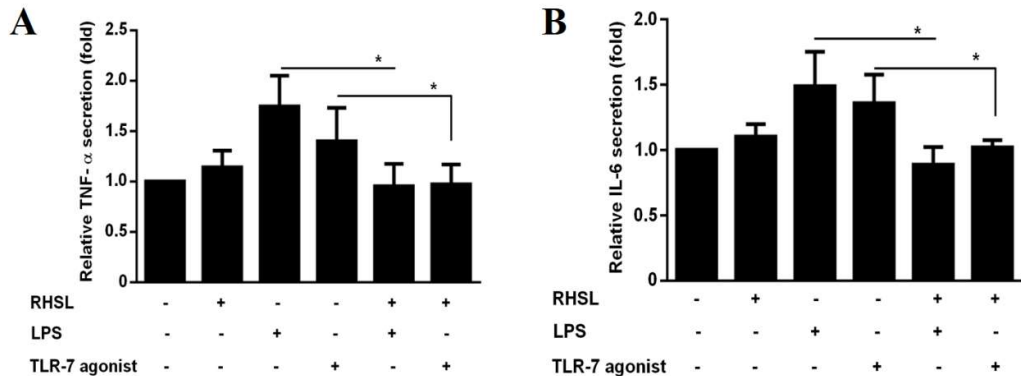 A
Relative TNF- α secretion (fold)
2.5
2.0
1.5
1.0
0.5
0
*
*
RHSL - + - - + +
LPS - - + - + -
TLR-7 agonist - - - + - +
B
Relative IL-6 secretion (fold)
2.0
1.5
1.0
0.5
0
*
*
RHSL - + - - + +
LPS - - + - + -
TLR-7 agonist - - - + - +